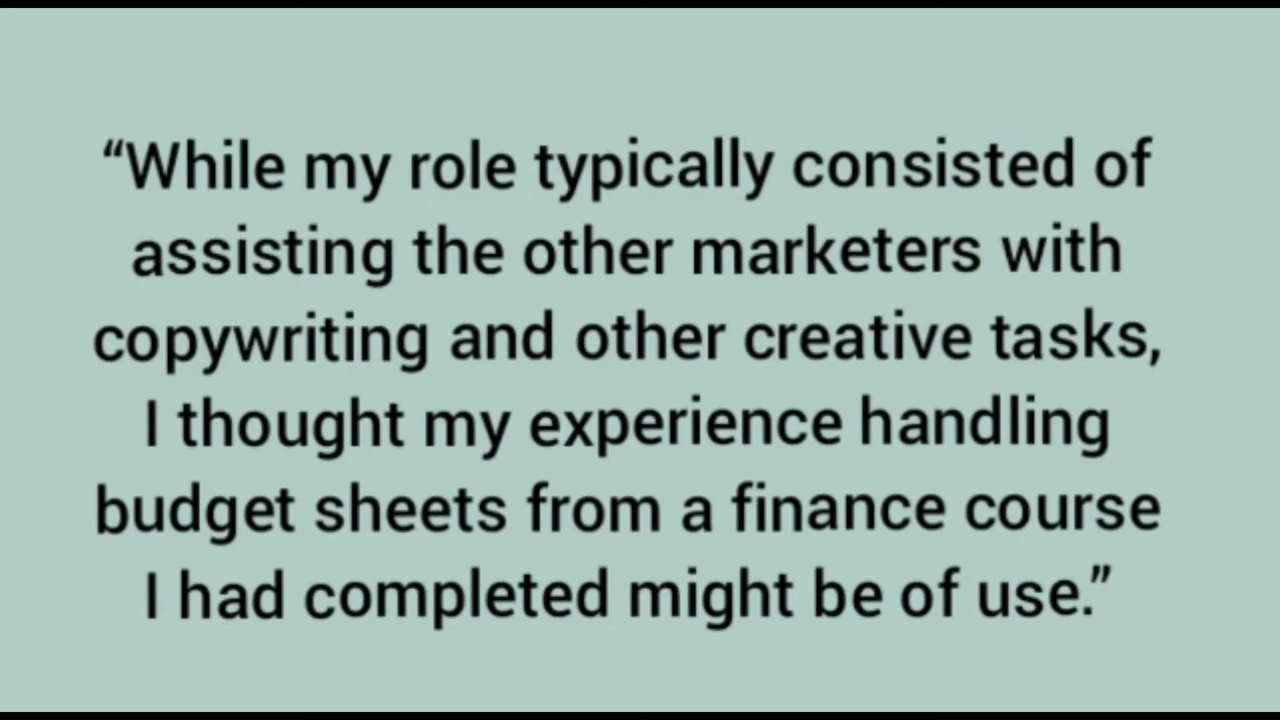 “While my role typically consisted of
assisting the other marketers with
copywriting and other creative tasks,
I thought my experience handling
budget sheets from a finance course
I had completed might be of use.”